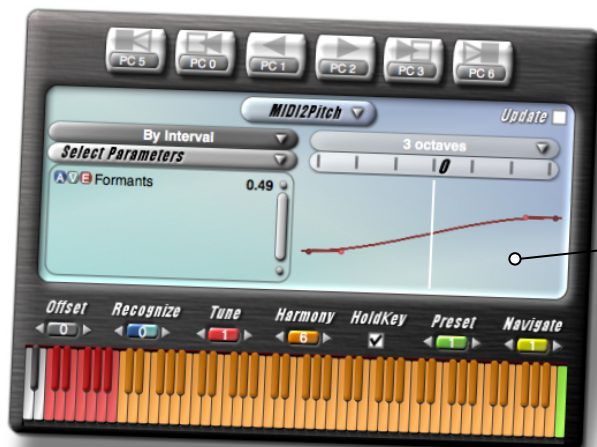 PC 5 PC 0 PC 1 PC 2 PC 3 PC 6
MIDI2Pitch
Update
By Interval
3 octaves
Select Parameters
0
A V E Formants 0.49
Offset Recognize Tune Harmony HoldKey Preset Navigate
0 0 1 6 1 1